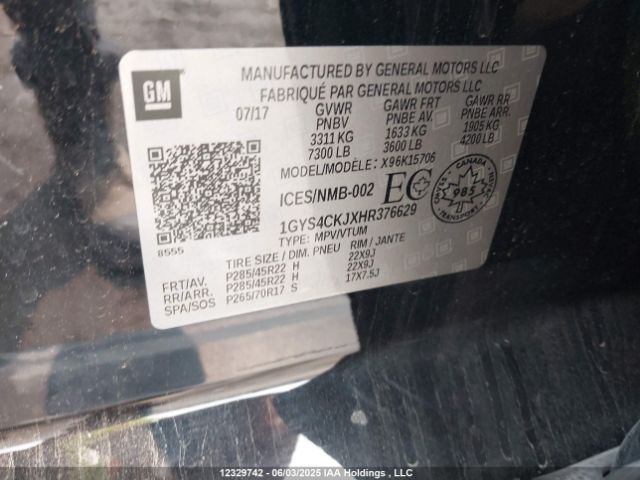 GM
MANUFACTURED BY GENERAL MOTORS LLC
FABRIQUÉ PAR GENERAL MOTORS LLC
07/17 GVWR GAWR FRT GAWR RR
PNBV PNBE AV. PNBE ARR.
3311 KG 1633 KG 1905 KG
7300 LB 3600 LB 4200 LB
MODEL/MODÈLE: X96K15706
ICES/NMB-002 EC
CANADA
985
1GYS4CKJXHR376629
TYPE: MPV/VTUM
8555
TIRE SIZE / DIM. PNEU RIM / JANTE
FRT/AV. P285/45R22 H 22X9J
RR/ARR. P285/45R22 H 22X9J
SPA/SOS P265/70R17 S 17X7.5J
12329742 - 06/03/2025 IAA Holdings , LLC